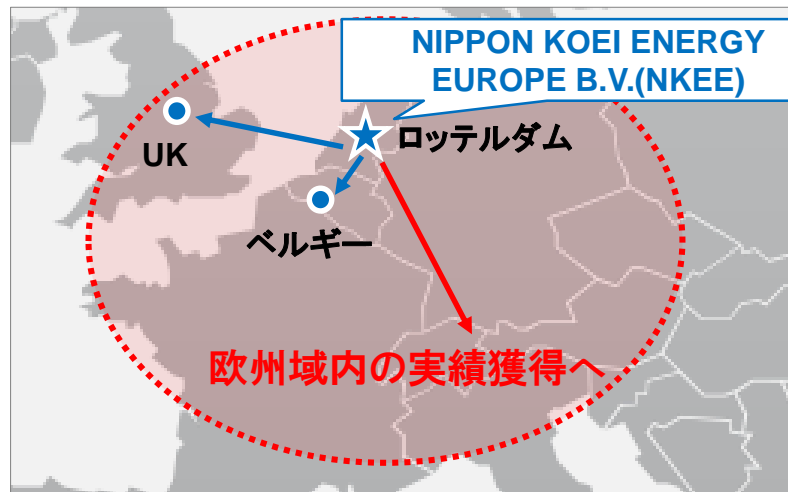 NIPPON KOEI ENERGY
EUROPE B.V.(NKEE)
ロッテルダム
UK
ベルギー
欧州域内の実績獲得へ